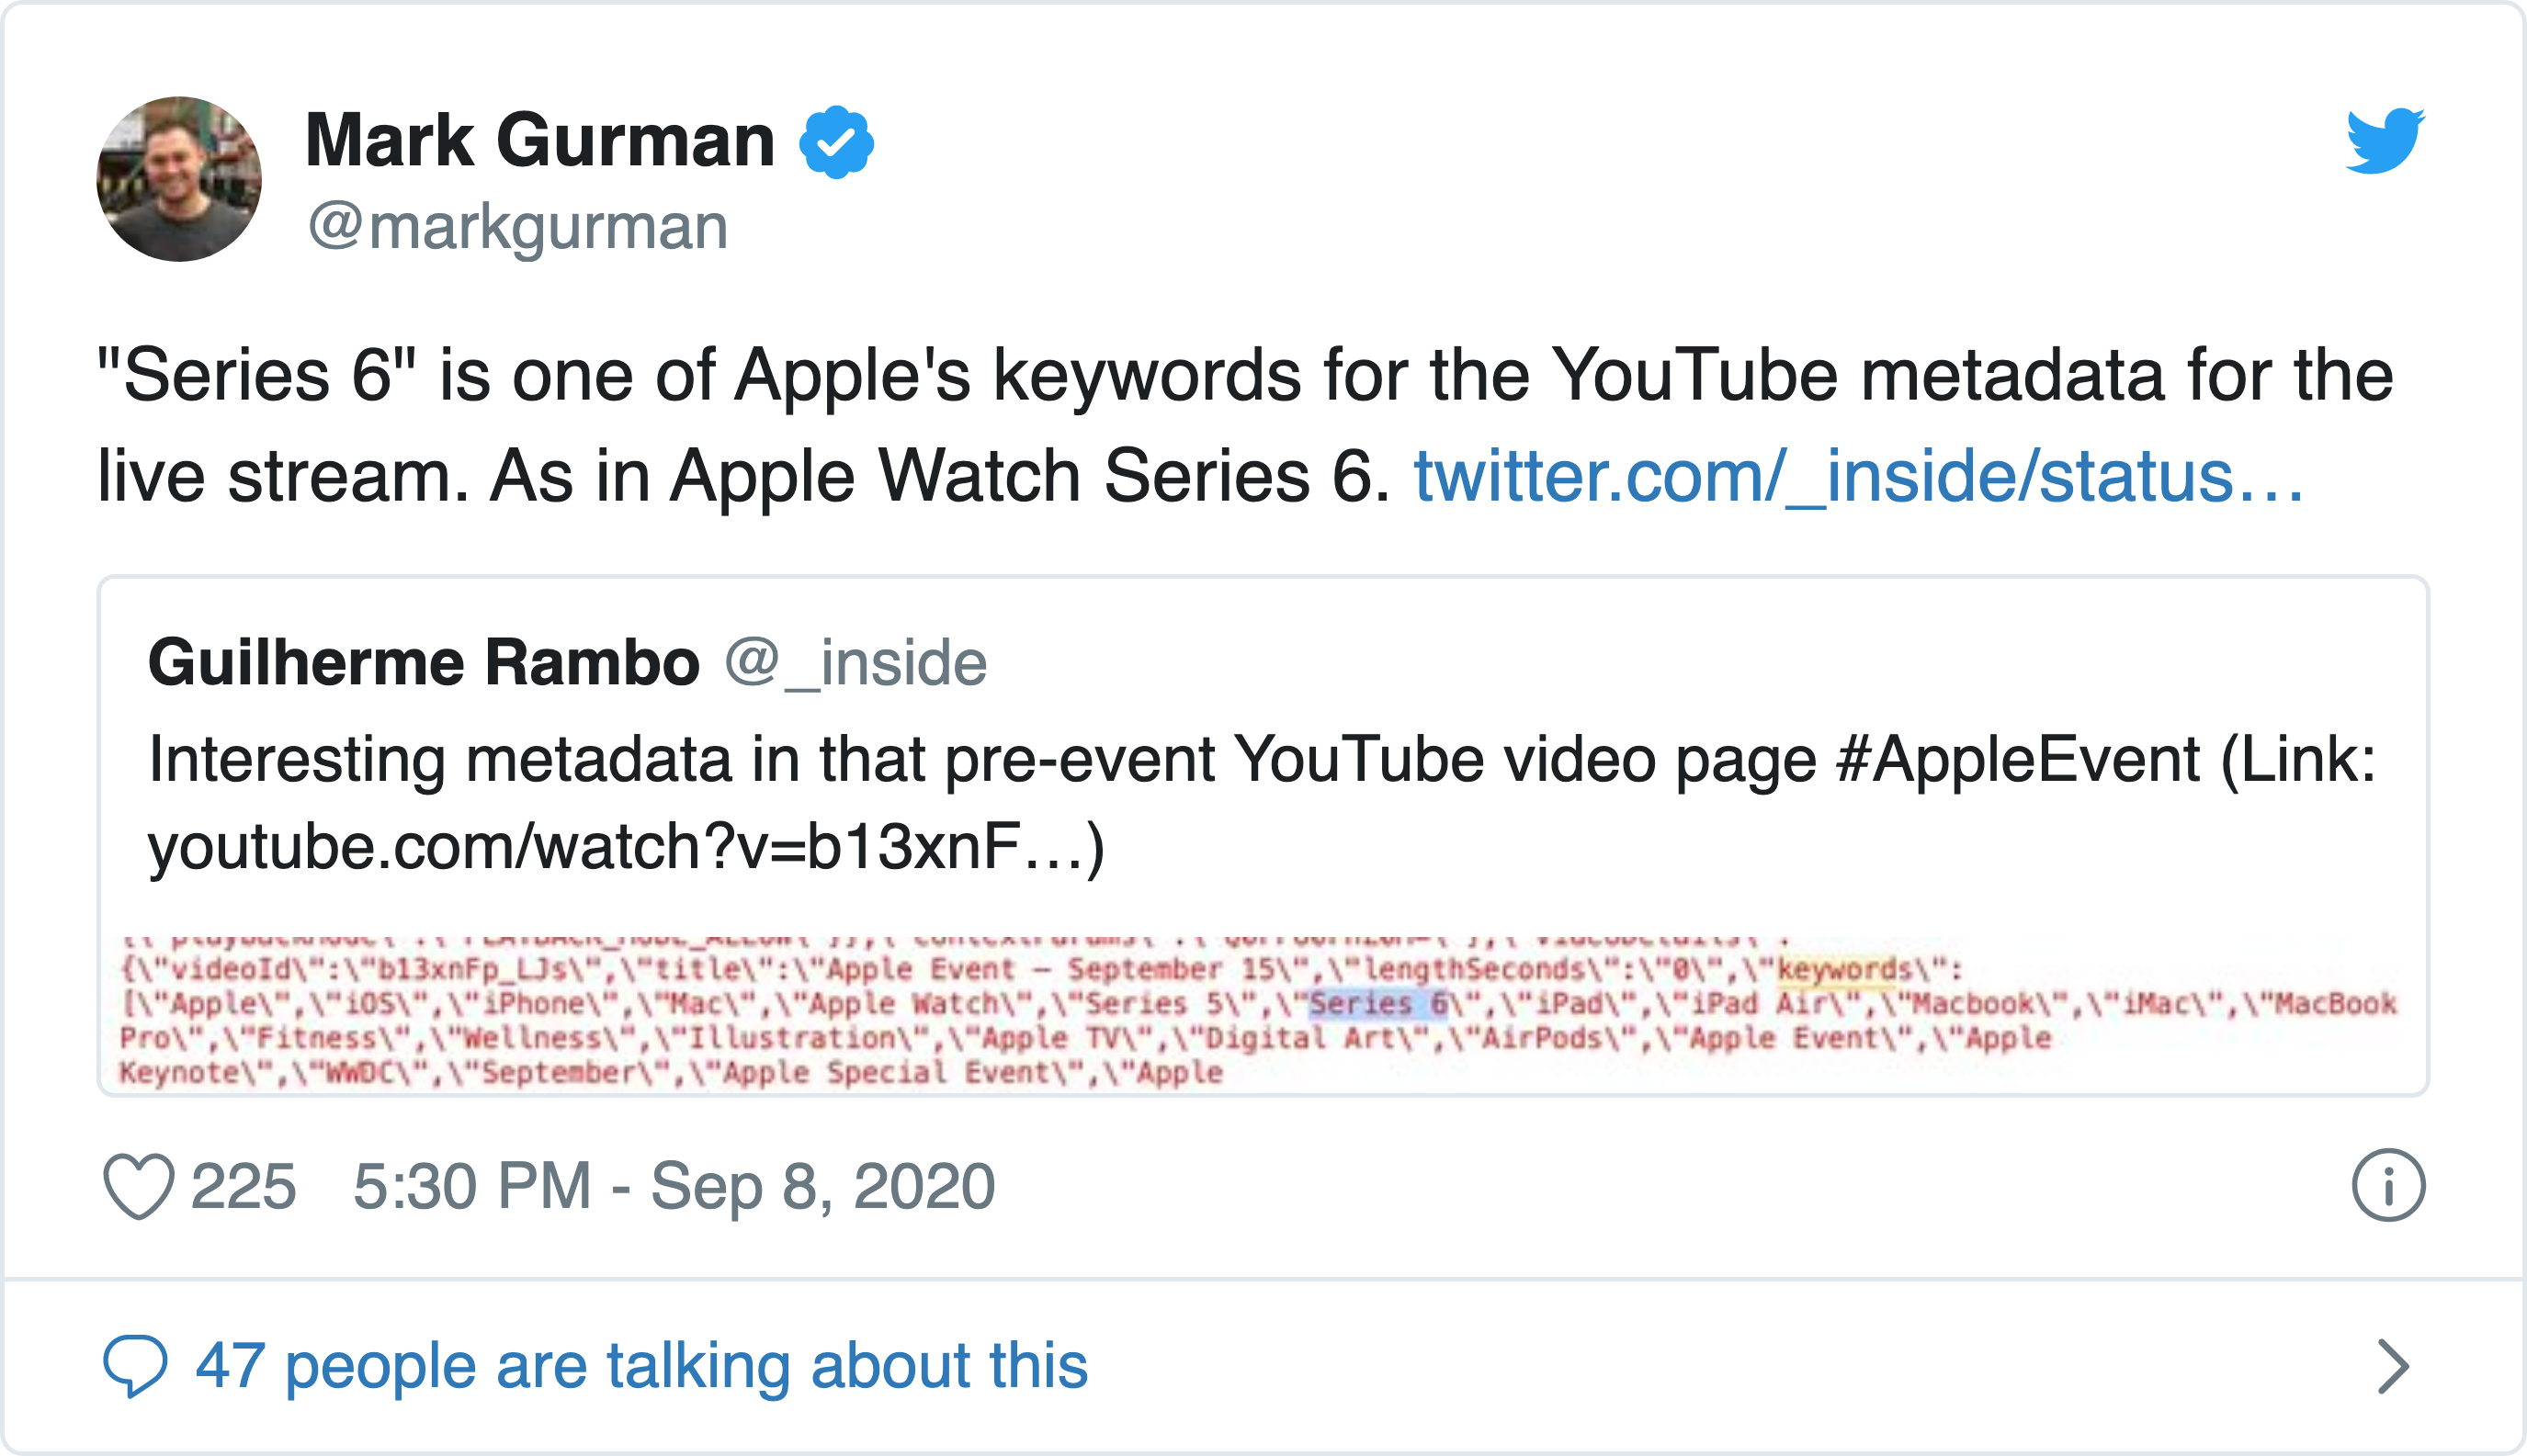 Mark Gurman
@markgurman
"Series 6" is one of Apple's keywords for the YouTube metadata for the
live stream. As in Apple Watch Series 6. twitter.com/_inside/status…
Guilherme Rambo @_inside
Interesting metadata in that pre-event YouTube video page #AppleEvent (Link:
youtube.com/watch?v=b13xnF…)
{\"videoId\":\"b13xnFp_LJs\",\"title\":\"Apple Event – September 15\",\"lengthSeconds\":\"0\",\"keywords\":
[\"Apple\",\"iOS\",\"iPhone\",\"Mac\",\"Apple Watch\",\"Series 5\",\"Series 6\",\"iPad\",\"iPad Air\",\"Macbook\",\"iMac\",\"MacBook
Pro\",\"Fitness\",\"Wellness\",\"Illustration\",\"Apple TV\",\"Digital Art\",\"AirPods\",\"Apple Event\",\"Apple
Keynote\",\"WWDC\",\"September\",\"Apple Special Event\",\"Apple
225 5:30 PM - Sep 8, 2020
47 people are talking about this